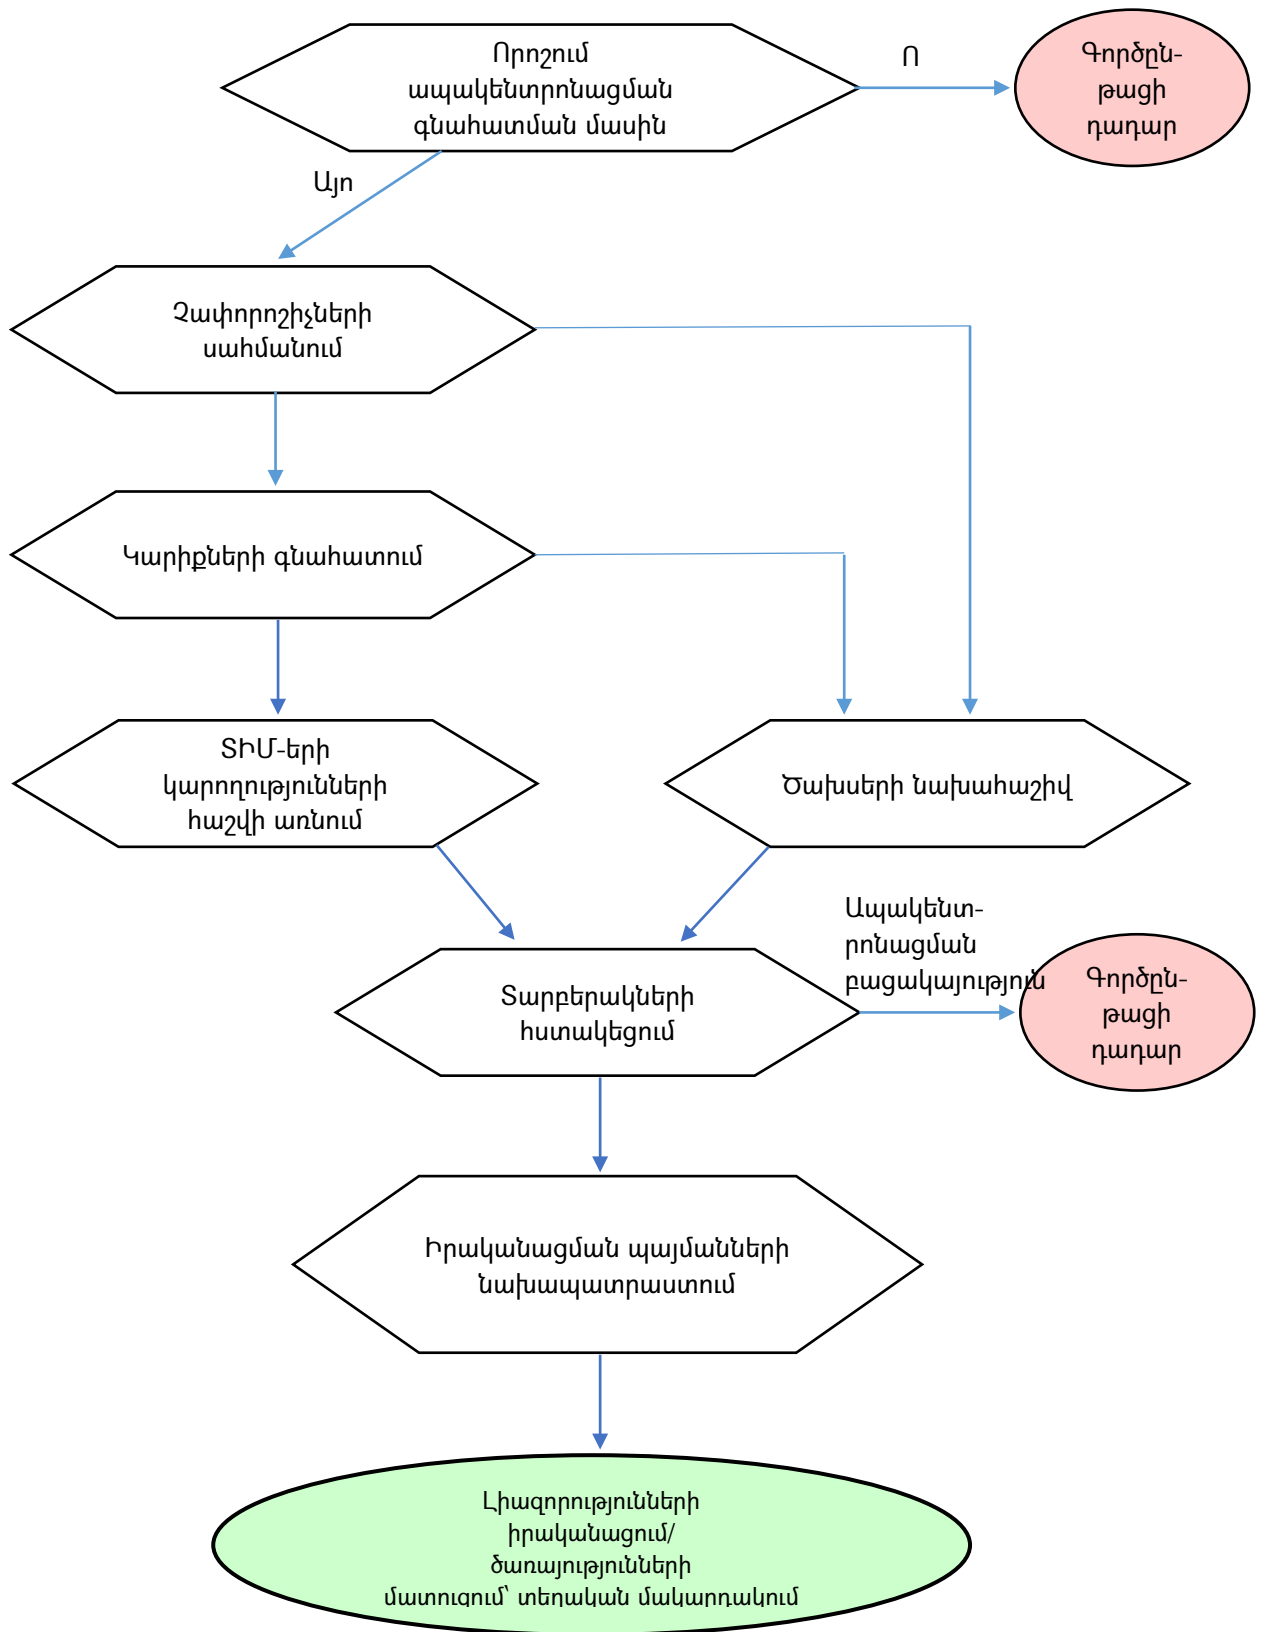 Որոշում
ապակենտրոնացման
գնահատման մասին
Ո
Գործըն-
թացի
դադար
Այո
Չափորոշիչների
սահմանում
Կարիքների գնահատում
ՏԻՄ-երի
կարողությունների
հաշվի առնում
Ծախսերի նախահաշիվ
Ապակենտ-
րոնացման
բացակայություն
Գործըն-
թացի
դադար
Տարբերակների
հստակեցում
Իրականացման պայմանների
նախապատրաստում
Լիազորությունների
իրականացում/
ծառայությունների
մատուցում՝ տեղական մակարդակում